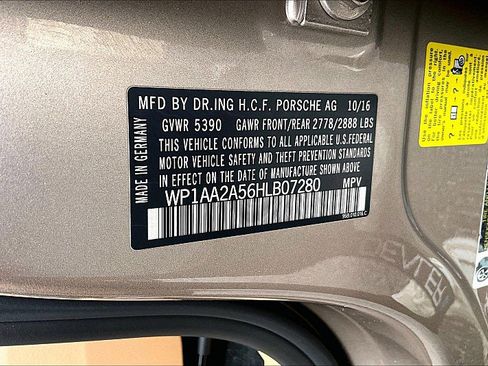 MFD BY DR.ING H.C.F. PORSCHE AG 10/16
GVWR 5390 GAWR FRONT/REAR 2778/2888 LBS
THIS VEHICLE CONFORMS TO ALL APPLICABLE U.S.FEDERAL
MOTOR VEHICLE SAFETY AND THEFT PREVENTION STANDARDS
IN EFFECT ON THE DATE OF MANUFACTURE SHOWN ABOVE.
WP1AA2A56HLB07280 MPV
MADE IN GERMANY